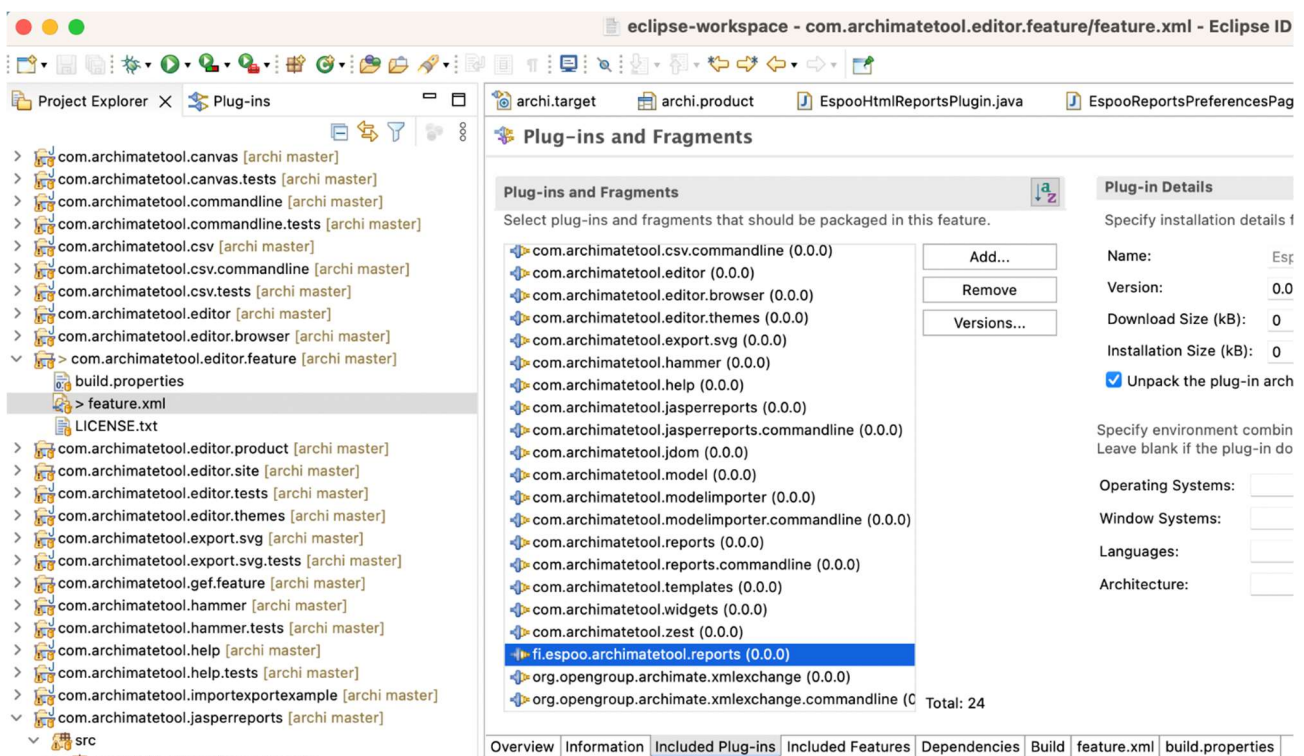 eclipse-workspace - com.archimatetool.editor.feature/feature.xml - Eclipse ID
Project Explorer
Plug-ins
archi.target
archi.product
EspooHtmlReportsPlugin.java
EspooReportsPreferencesPag
com.archimatetool.canvas [archi master]
com.archimatetool.canvas.tests [archi master]
com.archimatetool.commandline [archi master]
com.archimatetool.commandline.tests [archi master]
com.archimatetool.csv [archi master]
com.archimatetool.csv.commandline [archi master]
com.archimatetool.csv.tests [archi master]
com.archimatetool.editor [archi master]
com.archimatetool.editor.browser [archi master]
> com.archimatetool.editor.feature [archi master]
build.properties
> feature.xml
LICENSE.txt
com.archimatetool.editor.product [archi master]
com.archimatetool.editor.site [archi master]
com.archimatetool.editor.tests [archi master]
com.archimatetool.editor.themes [archi master]
com.archimatetool.export.svg [archi master]
com.archimatetool.export.svg.tests [archi master]
com.archimatetool.gef.feature [archi master]
com.archimatetool.hammer [archi master]
com.archimatetool.hammer.tests [archi master]
com.archimatetool.help [archi master]
com.archimatetool.help.tests [archi master]
com.archimatetool.importexportexample [archi master]
com.archimatetool.jasperreports [archi master]
src
Plug-ins and Fragments
Plug-ins and Fragments
Select plug-ins and fragments that should be packaged in this feature.
com.archimatetool.csv.commandline (0.0.0)
com.archimatetool.editor (0.0.0)
com.archimatetool.editor.browser (0.0.0)
com.archimatetool.editor.themes (0.0.0)
com.archimatetool.export.svg (0.0.0)
com.archimatetool.hammer (0.0.0)
com.archimatetool.help (0.0.0)
com.archimatetool.jasperreports (0.0.0)
com.archimatetool.jasperreports.commandline (0.0.0)
com.archimatetool.jdom (0.0.0)
com.archimatetool.model (0.0.0)
com.archimatetool.modelimporter (0.0.0)
com.archimatetool.modelimporter.commandline (0.0.0)
com.archimatetool.reports (0.0.0)
com.archimatetool.reports.commandline (0.0.0)
com.archimatetool.templates (0.0.0)
com.archimatetool.widgets (0.0.0)
com.archimatetool.zest (0.0.0)
fi.espoo.archimatetool.reports (0.0.0)
org.opengroup.archimate.xmlexchange (0.0.0)
org.opengroup.archimate.xmlexchange.commandline (0
Add...
Remove
Versions...
Total: 24
Plug-in Details
Specify installation details f
Name: Esp
Version: 0.0
Download Size (kB): 0
Installation Size (kB): 0
Unpack the plug-in arch
Specify environment combin
Leave blank if the plug-in do
Operating Systems:
Window Systems:
Languages:
Architecture:
Overview Information Included Plug-ins Included Features Dependencies Build feature.xml build.properties